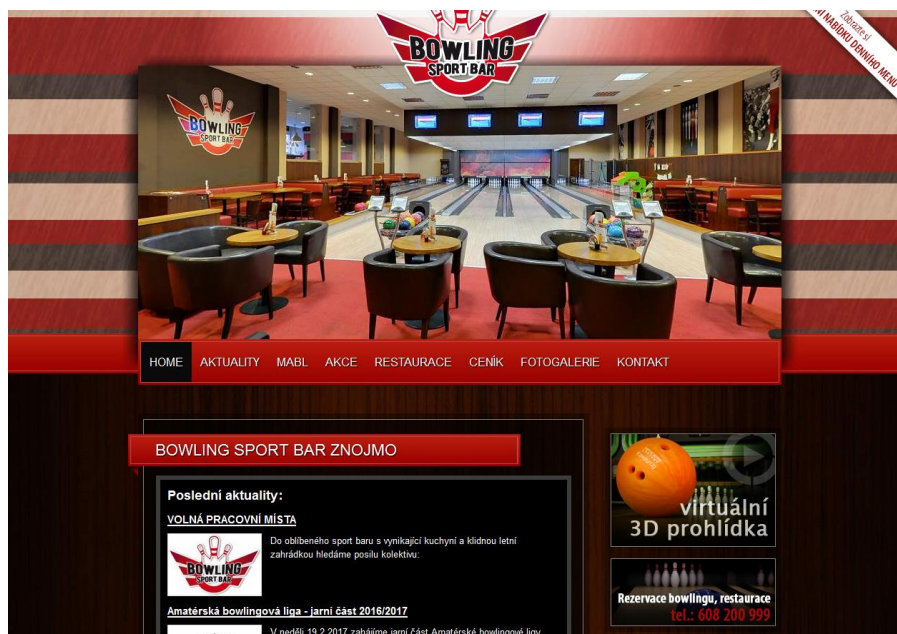 BOWLING
SPORT BAR
Zobrazte si
NABÍDKU DENNÍHO MENU
BOWLING
SPORT BAR
HOME AKTUALITY MABL AKCE RESTAURACE CENÍK FOTOGALERIE KONTAKT
BOWLING SPORT BAR ZNOJMO
Poslední aktuality:
VOLNÁ PRACOVNÍ MÍSTA
Do oblíbeného sport baru s vynikající kuchyní a klidnou letní
zahrádkou hledáme posilu kolektivu:
BOWLING
SPORT BAR
Amatérská bowlingová liga - jarní část 2016/2017
V neděli 19.2.2017 zahájíme jarní část Amatérské bowlingové ligy
virtuální
3D prohlídka
Rezervace bowlingu, restaurace
tel.: 608 200 999